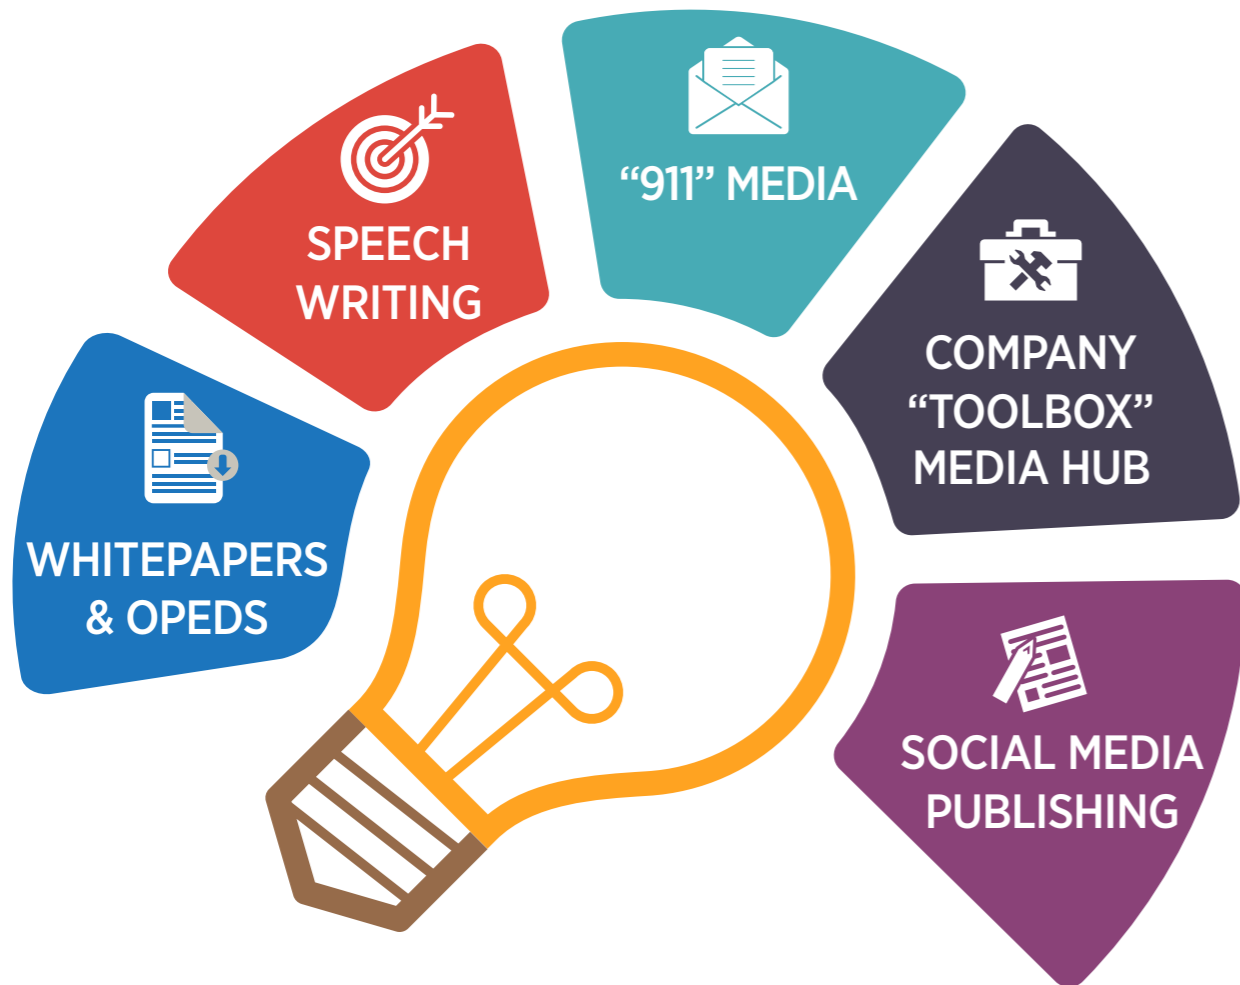 SPEECH
WRITING
“911” MEDIA
COMPANY
“TOOLBOX”
MEDIA HUB
WHITEPAPERS
& OPEDS
SOCIAL MEDIA
PUBLISHING